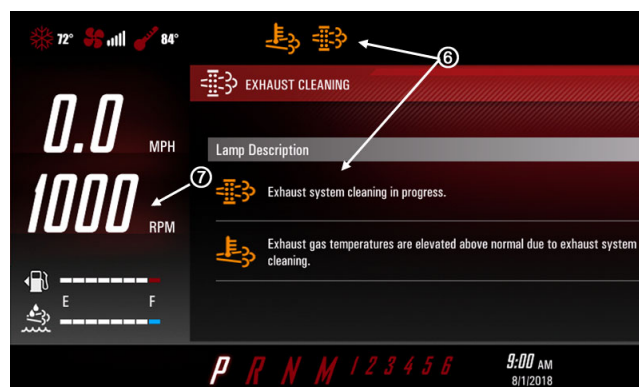 72° 84°
⑥
EXHAUST CLEANING
0.0 MPH
Lamp Description
⑦
Exhaust system cleaning in progress.
1000 RPM
Exhaust gas temperatures are elevated above normal due to exhaust system
cleaning.
E F
P R N M 1 2 3 4 5 6
9:00 AM
8/1/2018